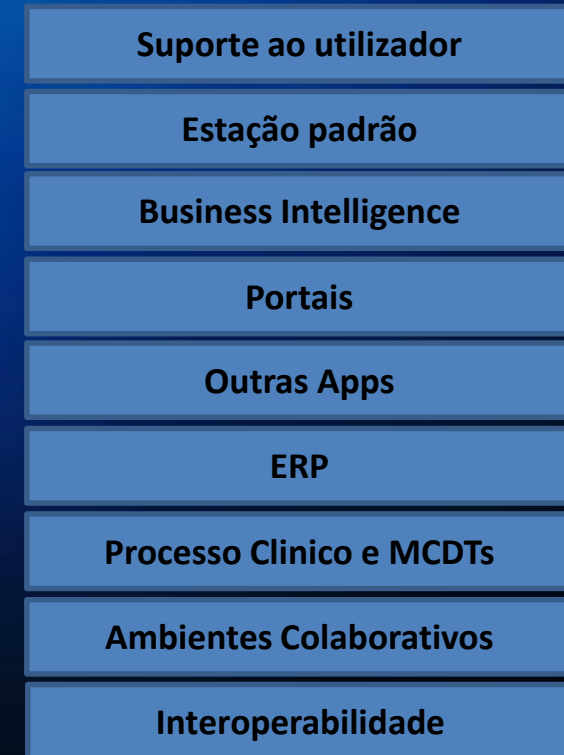 Suporte ao utilizador
Estação padrão
Business Intelligence
Portais
Outras Apps
ERP
Processo Clinico e MCDTs
Ambientes Colaborativos
Interoperabilidade